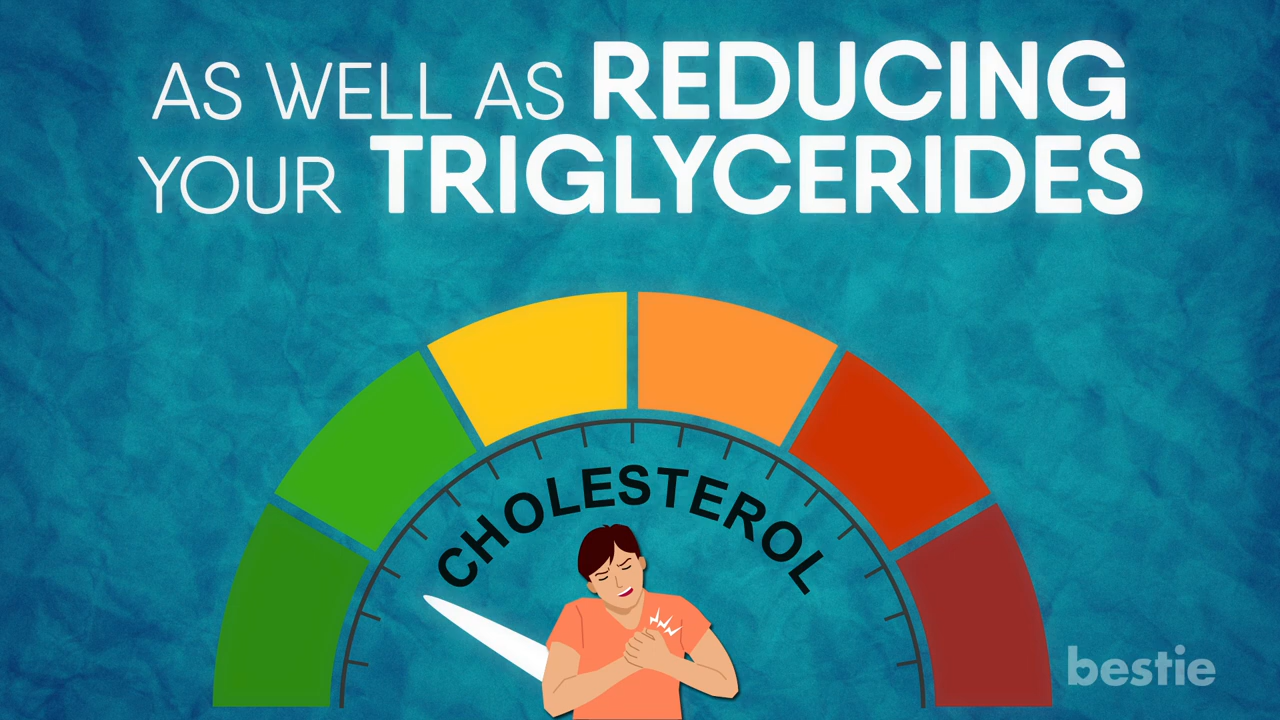 AS WELL AS REDUCING
YOUR TRIGLYCERIDES
CHOLESTEROL
bestie